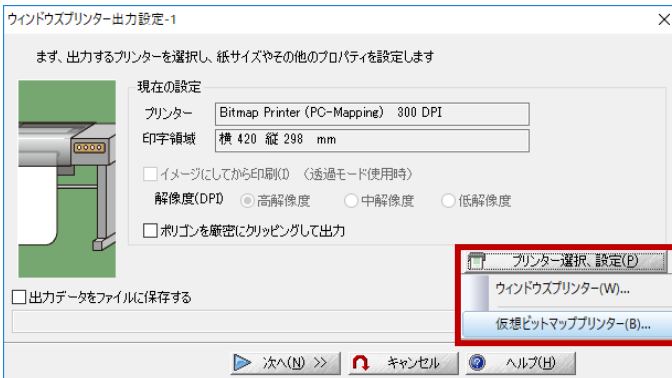 ウィンドウズプリンター出力設定-1
まず、出力するプリンターを選択し、紙サイズやその他のプロパティを設定します
現在の設定
プリンター Bitmap Printer (PC-Mapping) 300 DPI
印字領域 横 420 縦 298 mm
イメージにしてから印刷(I) (透過モード使用時)
解像度(DPI) 高解像度 中解像度 低解像度
ポリゴンを厳密にクリッピングして出力
プリンター選択、設定(P)
ウィンドウズプリンター(W)...
仮想ビットマッププリンター(B)...
出力データをファイルに保存する
次へ(N) >> キャンセル ヘルプ(H)